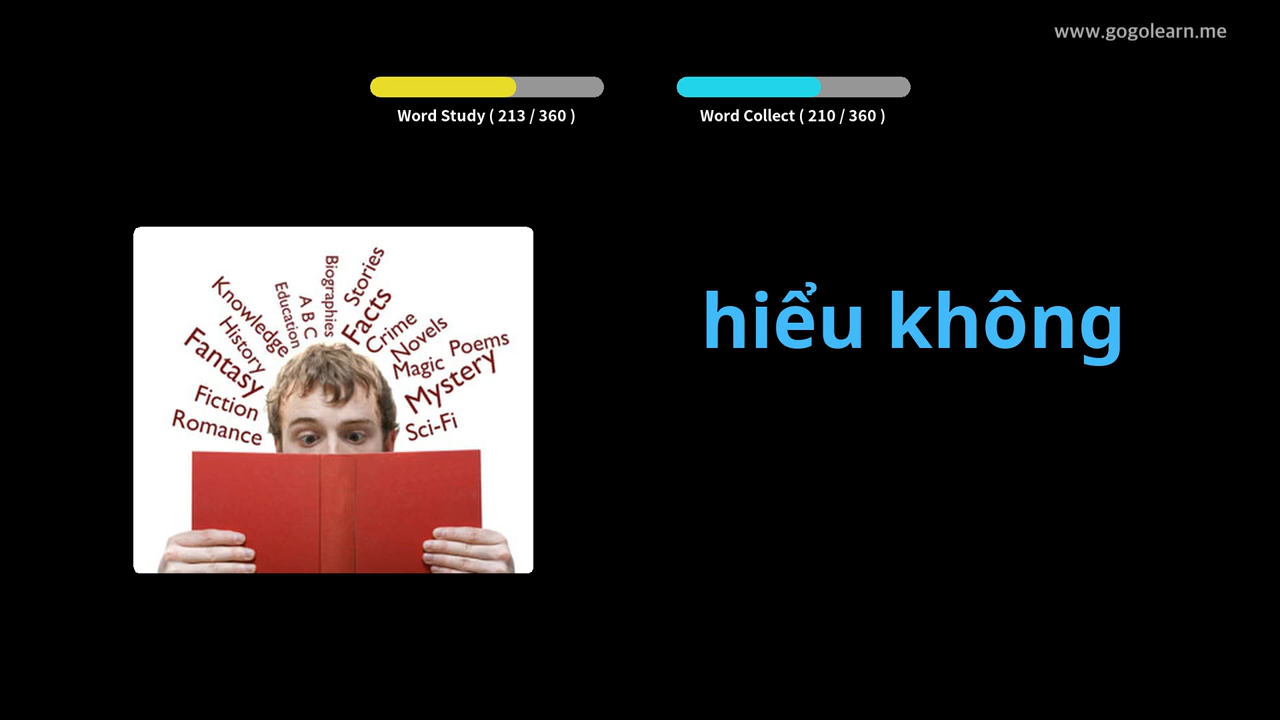 www.gogolearn.me
Word Study ( 213 / 360 )
Word Collect ( 210 / 360 )
hiểu không
Knowledge
History
Fantasy
Fiction
Romance
Education
A B C
Biographies
Stories
Facts
Crime
Novels
Magic
Poems
Mystery
Sci-Fi